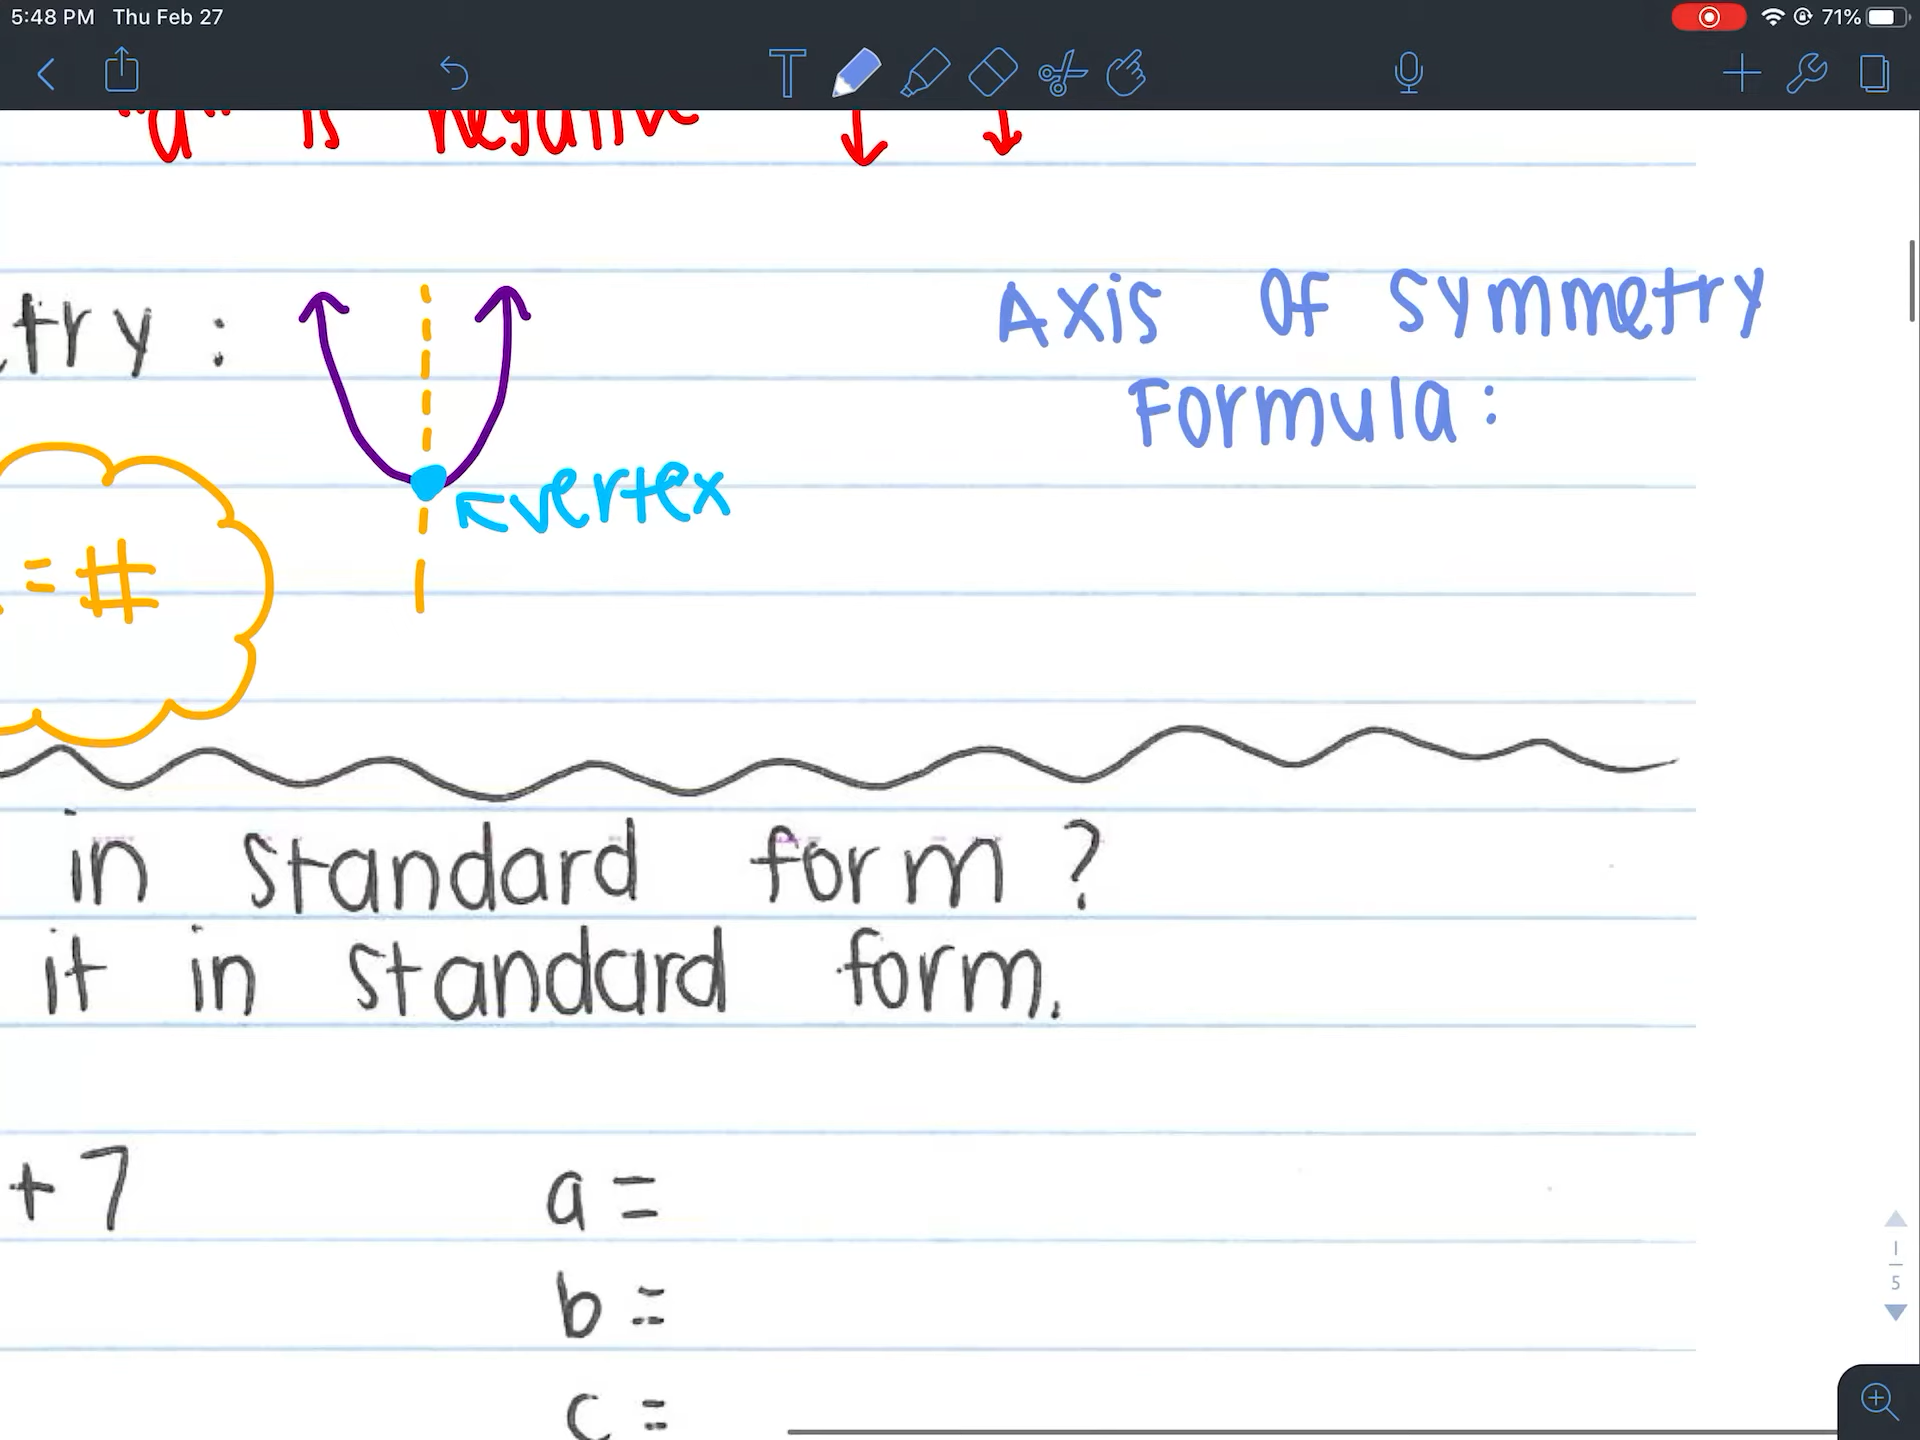 5:48 PM Thu Feb 27
71%
T
"a" is negative
try :
Axis of symmetry
Formula:
vertex
= #
in standard form?
it in standard form.
+ 7
a =
b =
c =
1
5